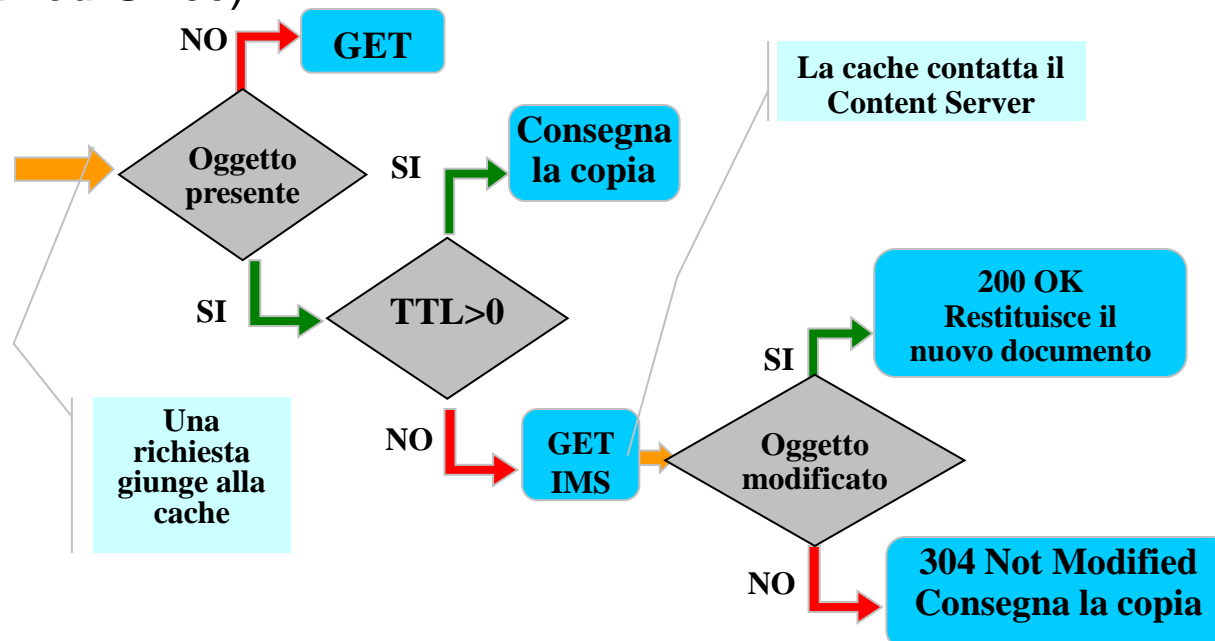 NO
GET
La cache contatta il
Content Server
Consegna
la copia
Oggetto
presente
SI
SI
TTL>0
200 OK
Restituisce il
nuovo documento
SI
Una
richiesta
giunge alla
cache
NO
GET
IMS
Oggetto
modificato
NO
304 Not Modified
Consegna la copia